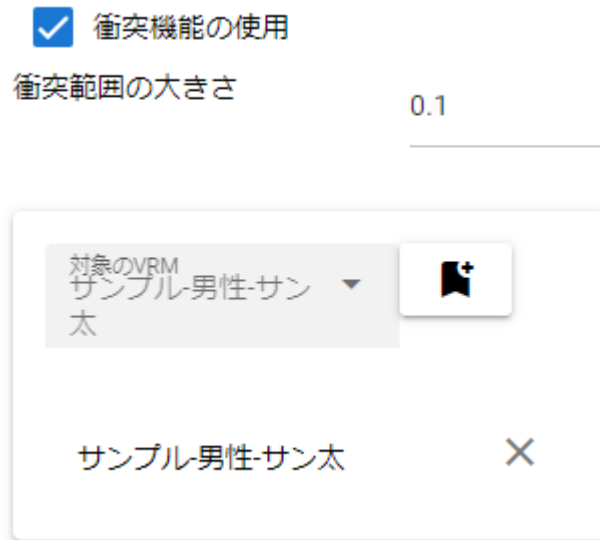 衝突機能の使用
衝突範囲の大きさ
0.1
対象のVRM
サンプル-男性-サン
太
サンプル-男性-サン太